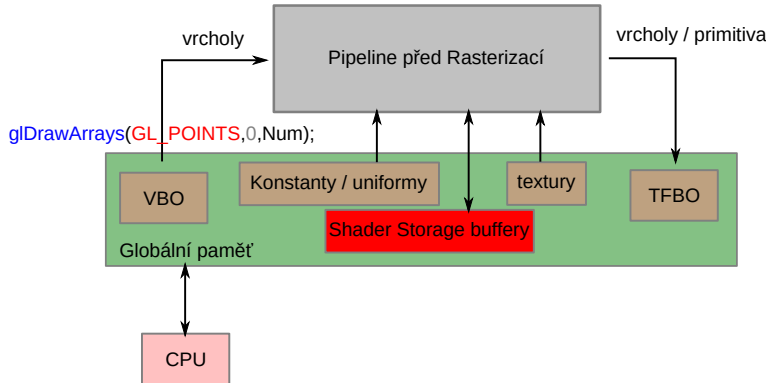 vrcholy
Pipeline před Rasterizací
vrcholy / primitiva
glDrawArrays(GL_POINTS,0,Num);
VBO
Konstanty / uniformy
textury
TFBO
Shader Storage buffery
Globální paměť
CPU